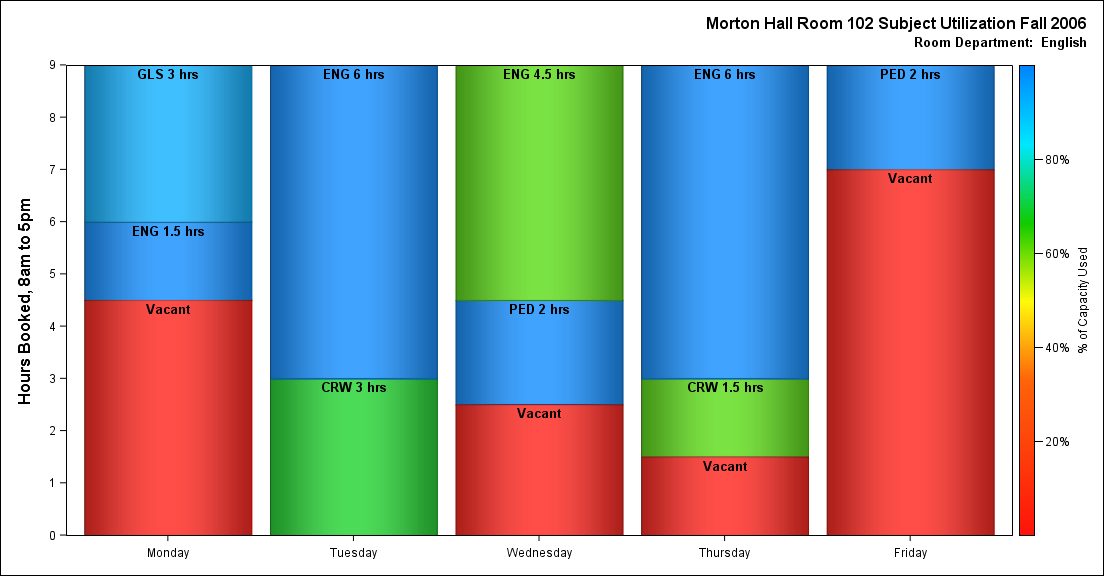 Morton Hall Room 102 Subject Utilization Fall 2006
Room Department:  English
Hours Booked, 8am to 5pm
9
8
7
6
5
4
3
2
1
0
GLS 3 hrs
ENG 1.5 hrs
Vacant
ENG 6 hrs
CRW 3 hrs
ENG 4.5 hrs
PED 2 hrs
Vacant
ENG 6 hrs
CRW 1.5 hrs
Vacant
PED 2 hrs
Vacant
Monday
Tuesday
Wednesday
Thursday
Friday
80%
60%
40%
20%
% of Capacity Used